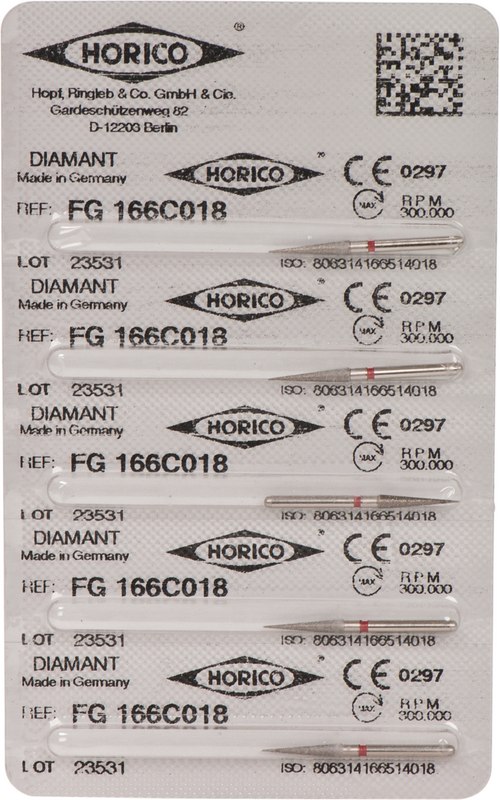 HORICO ®
Hopf, Ringleb & Co. GmbH & Cie.
Gardeschützenweg 82
D-12203 Berlin
DIAMANT HORICO ® CE 0297
Made in Germany
REF: FG 166C018 MAX RPM 300.000
LOT 23531 ISO: 806314166514018
DIAMANT HORICO ® CE 0297
Made in Germany
REF: FG 166C018 MAX RPM 300.000
LOT 23531 ISO: 806314166514018
DIAMANT HORICO ® CE 0297
Made in Germany
REF: FG 166C018 MAX RPM 300.000
LOT 23531 ISO: 806314166514018
DIAMANT HORICO ® CE 0297
Made in Germany
REF: FG 166C018 MAX RPM 300.000
LOT 23531 ISO: 806314166514018
DIAMANT HORICO ® CE 0297
Made in Germany
REF: FG 166C018 MAX RPM 300.000
LOT 23531 ISO: 806314166514018